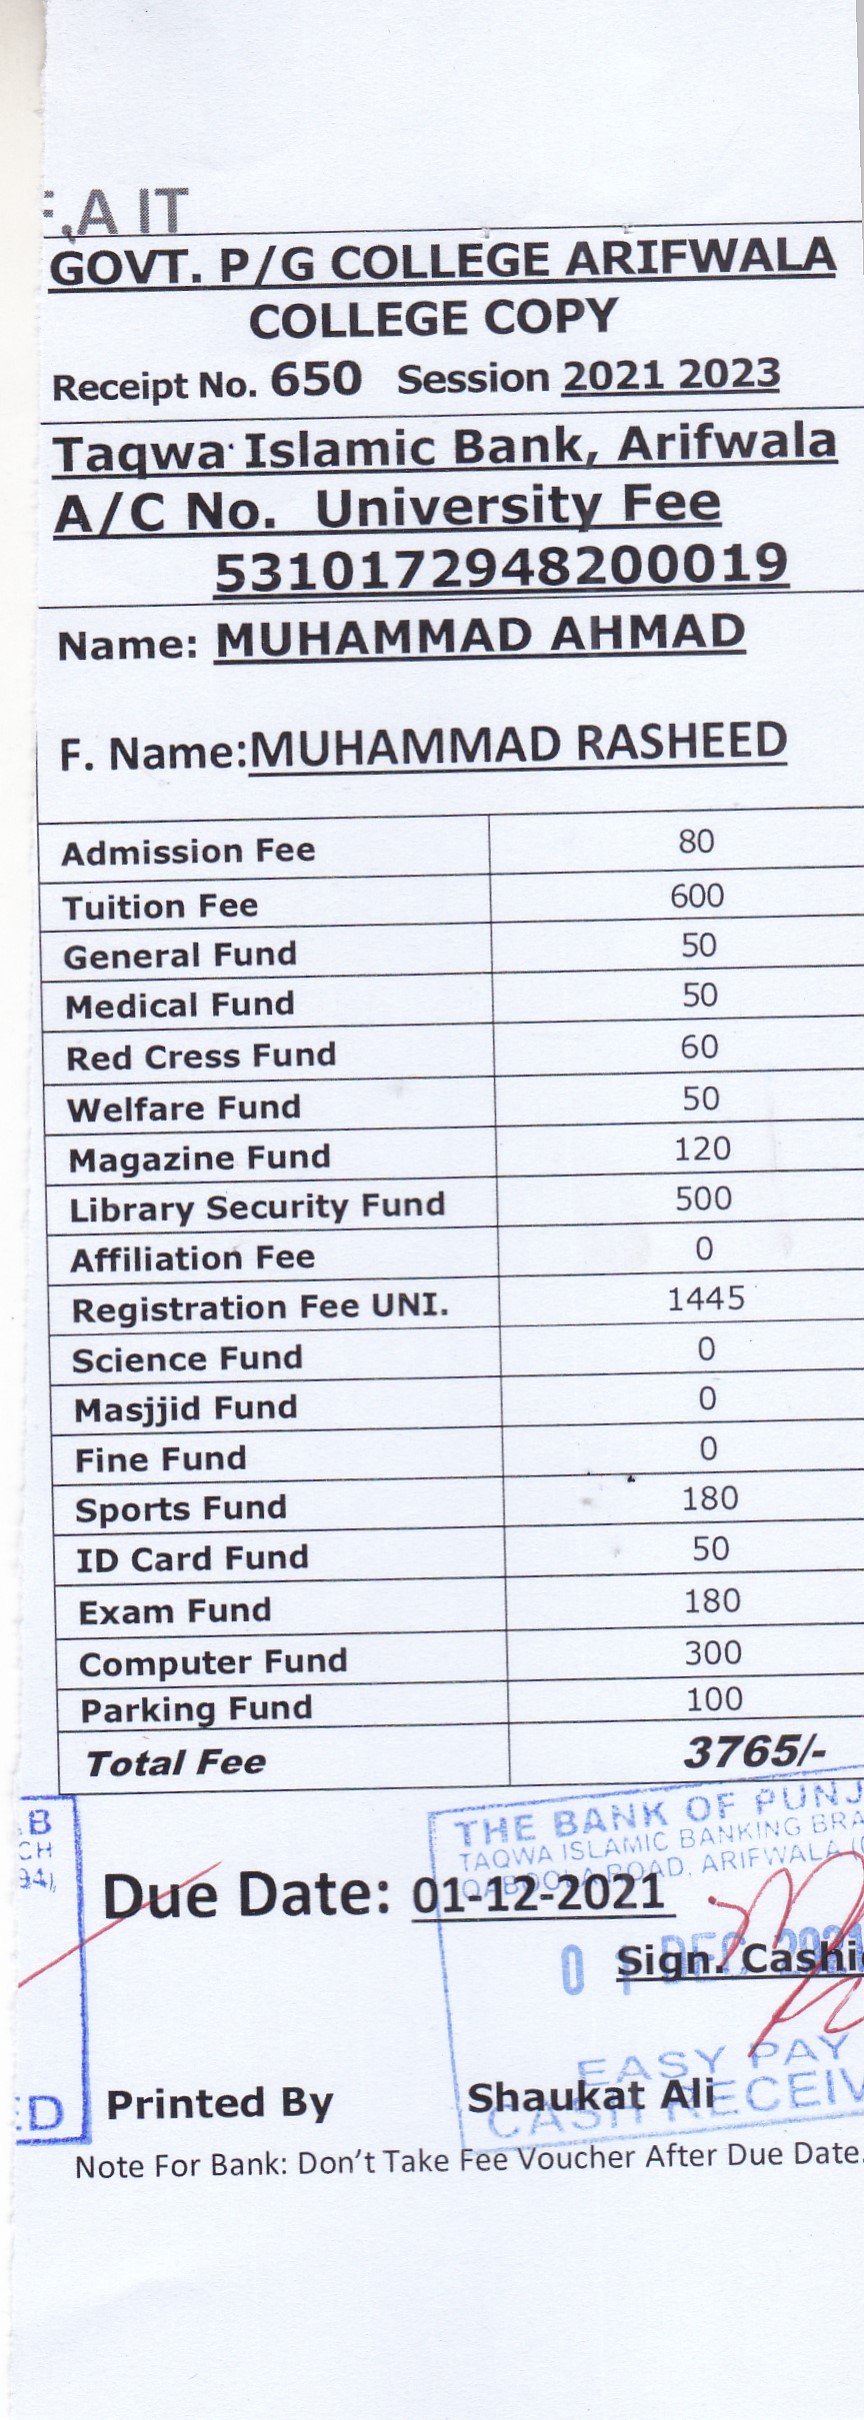 F,A IT
GOVT. P/G COLLEGE ARIFWALA
COLLEGE COPY
Receipt No. 650 Session 2021 2023
Taqwa Islamic Bank, Arifwala
A/C No. University Fee
5310172948200019
Name: MUHAMMAD AHMAD
F. Name:MUHAMMAD RASHEED
Admission Fee 80
Tuition Fee 600
General Fund 50
Medical Fund 50
Red Cress Fund 60
Welfare Fund 50
Magazine Fund 120
Library Security Fund 500
Affiliation Fee 0
Registration Fee UNI. 1445
Science Fund 0
Masjjid Fund 0
Fine Fund 0
Sports Fund 180
ID Card Fund 50
Exam Fund 180
Computer Fund 300
Parking Fund 100
Total Fee 3765/-
AB
CH
94),
ED
THE BANK OF PUNJ
TAQWA ISLAMIC BANKING BRA
ROAD, ARIFWALA
Due Date: 01-12-2021
0 1 DEC 2021
Sign. Cashie
EASY PAY
CASH RECEIV
Printed By Shaukat Ali
Note For Bank: Don't Take Fee Voucher After Due Date.